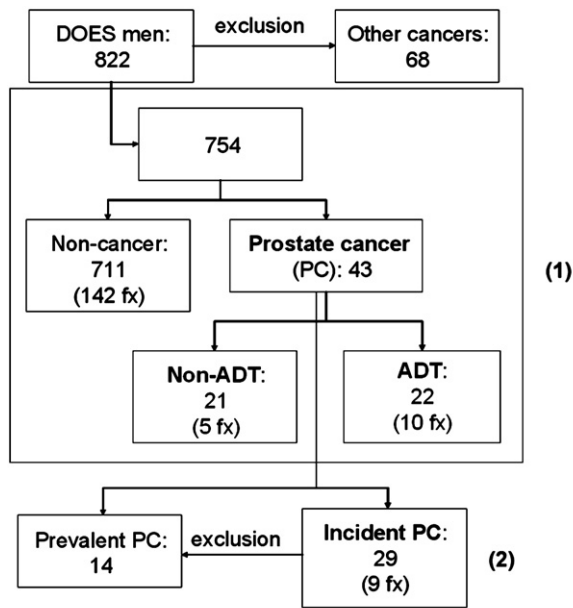 DOES men:
822
exclusion
Other cancers:
68
754
Non-cancer:
711
(142 fx)
Prostate cancer
(PC): 43
(1)
Non-ADT:
21
(5 fx)
ADT:
22
(10 fx)
Prevalent PC:
14
exclusion
Incident PC:
29
(9 fx)
(2)